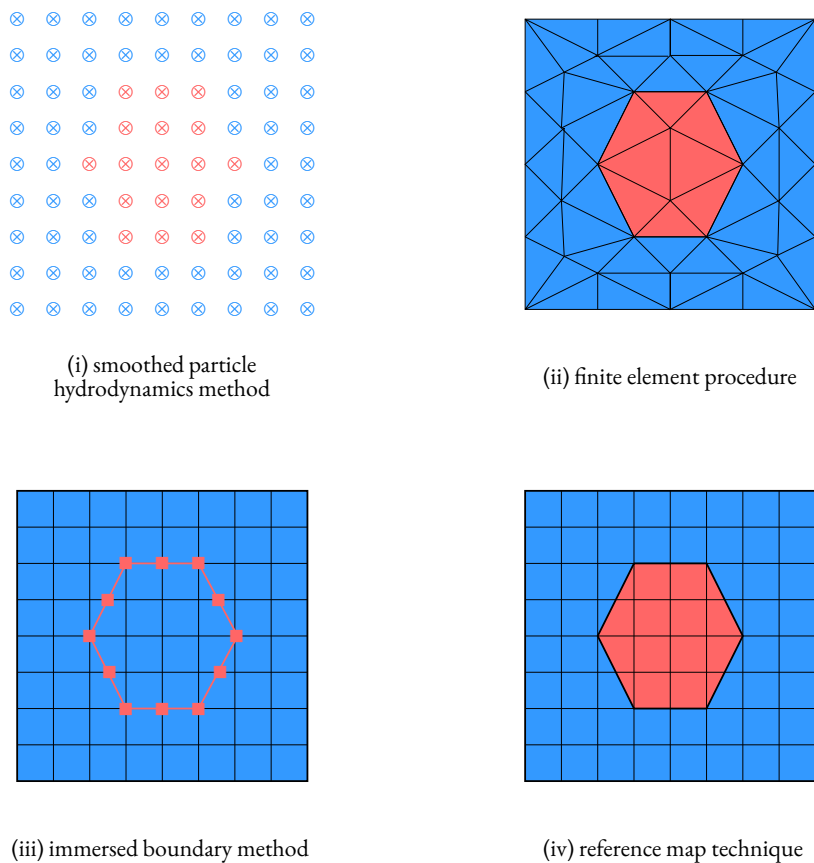 (i) smoothed particle
hydrodynamics method
(ii) finite element procedure
(iii) immersed boundary method
(iv) reference map technique